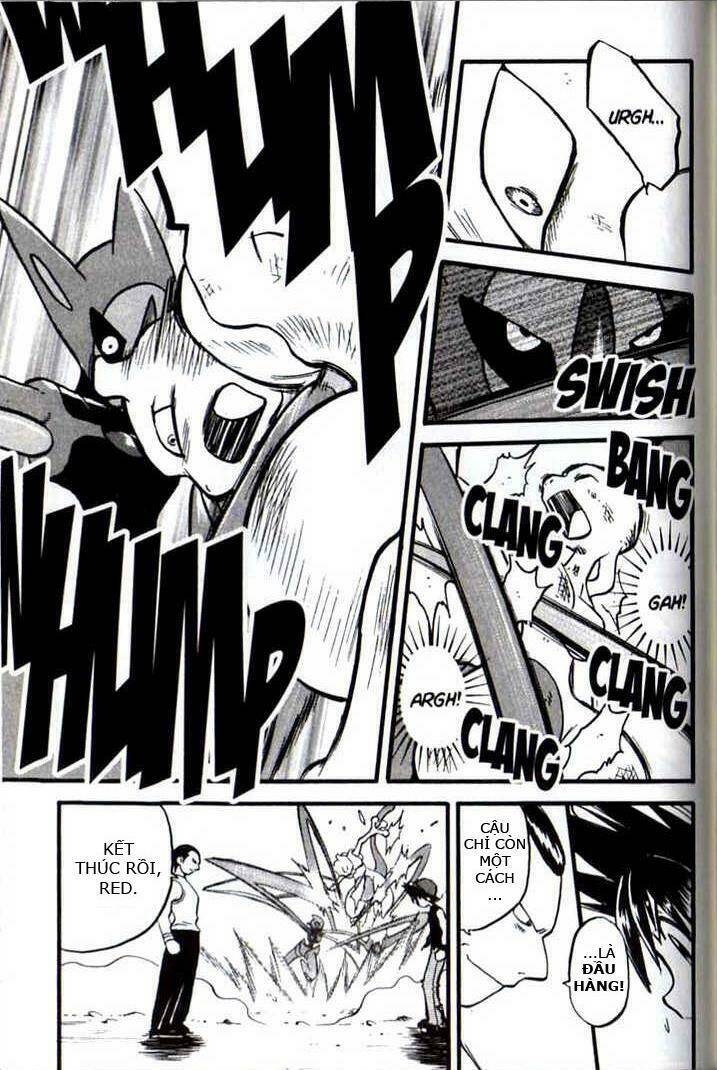 URGH...
SWISH
BANG
CLANG
GAH!
CLANG
ARGH!
CLANG
WHUMP
WHUMP
CẬU
CHỈ CÒN
MỘT
CÁCH
...
...LÀ
ĐẦU
HÀNG!
KẾT
THÚC RỒI,
RED.